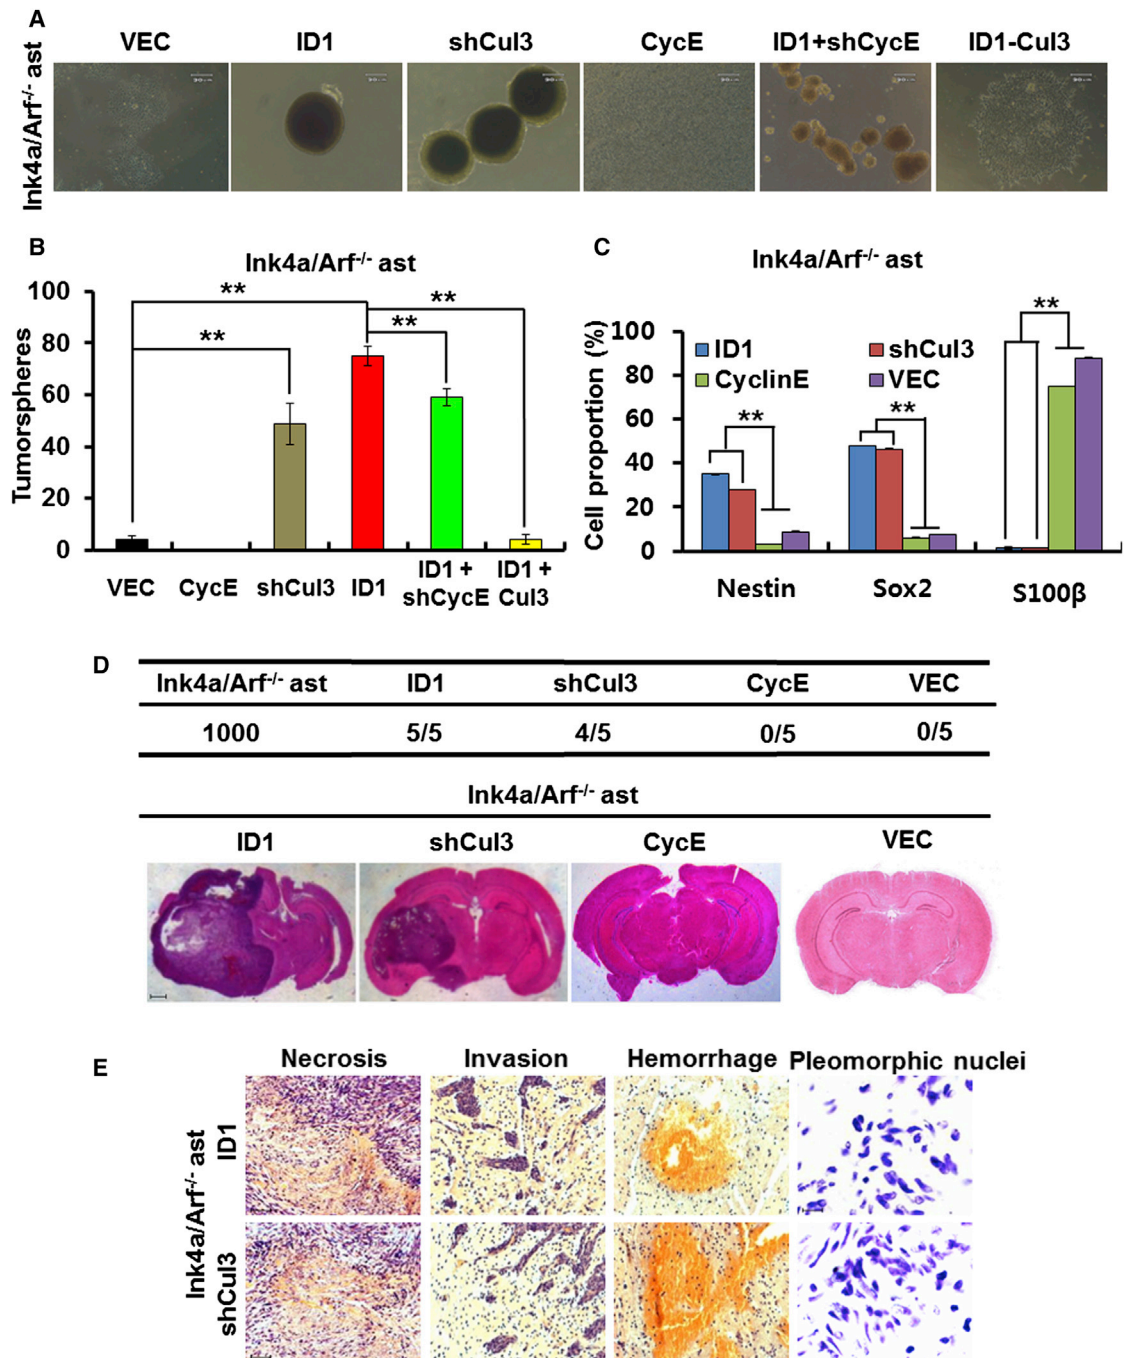 A
VEC ID1 shCul3 CycE ID1+shCycE ID1-Cul3
Ink4a/Arf-/- ast
B
Ink4a/Arf-/- ast
Tumorspheres
100
80
60
40
20
0
** ** ** **
VEC CycE shCul3 ID1 ID1 + shCycE ID1 + Cul3
C
Ink4a/Arf-/- ast
Cell proportion (%)
100
80
60
40
20
0
ID1 shCul3
CyclinE VEC
** ** **
Nestin Sox2 S100β
D
Ink4a/Arf-/- ast ID1 shCul3 CycE VEC
1000 5/5 4/5 0/5 0/5
Ink4a/Arf-/- ast
ID1 shCul3 CycE VEC
E
Necrosis Invasion Hemorrhage Pleomorphic nuclei
Ink4a/Arf-/- ast
ID1
shCul3